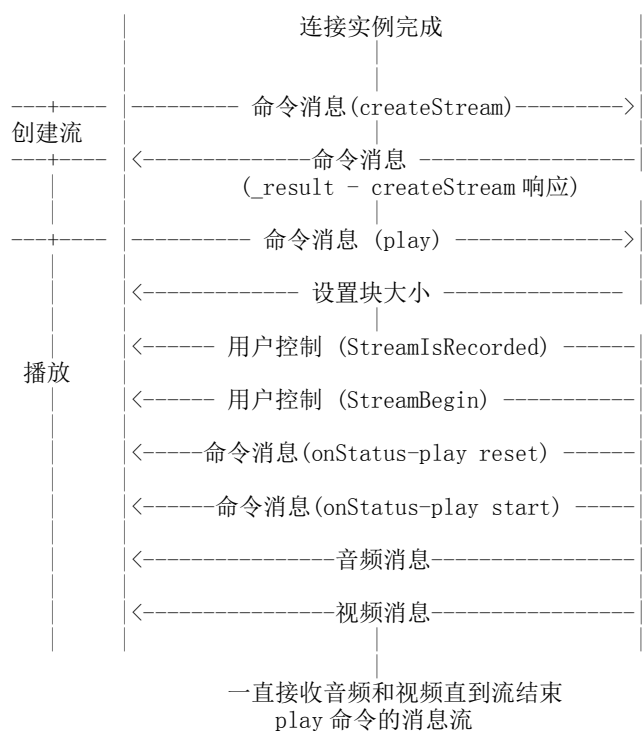 连接实例完成
---+---- |--------- 命令消息(createStream)--------->|
创建流
---+---- |<--------------命令消息 ------------------|
(_result - createStream 响应)
---+---- |---------- 命令消息 (play) -------------->|
|<------------- 设置块大小 ---------------|
|<------ 用户控制 (StreamIsRecorded) ------|
播放
|<------ 用户控制 (StreamBegin) -----------|
|<-----命令消息(onStatus-play reset) ------|
|<------命令消息(onStatus-play start) -----|
|<----------------音频消息-----------------|
|<----------------视频消息-----------------|
一直接收音频和视频直到流结束
play 命令的消息流